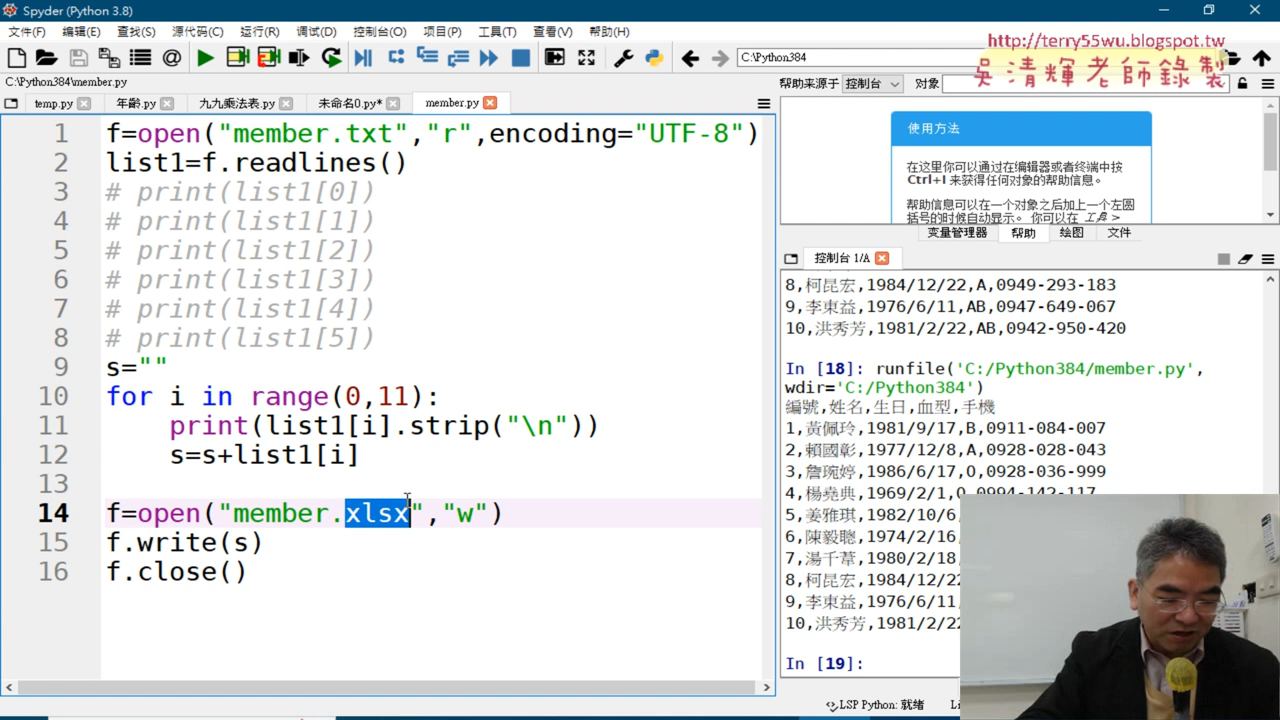 Spyder (Python 3.8)
文件(F) 编辑(E) 查找(S) 源代码(C) 运行(R) 调试(D) 控制台(O) 项目(P) 工具(T) 查看(V) 帮助(H)
C:\Python384
http://terry55wu.blogspot.tw
吳清輝老師錄製
C:\Python384\member.py
temp.py 年齡.py 九九乘法表.py 未命名0.py* member.py
1 f=open("member.txt","r",encoding="UTF-8")
2 list1=f.readlines()
3 # print(list1[0])
4 # print(list1[1])
5 # print(list1[2])
6 # print(list1[3])
7 # print(list1[4])
8 # print(list1[5])
9 s=""
10 for i in range(0,11):
11 print(list1[i].strip("\n"))
12 s=s+list1[i]
13
14 f=open("member.xlsx","w")
15 f.write(s)
16 f.close()
帮助来源于 控制台 对象
使用方法
在这里你可以通过在编辑器或者终端中按
Ctrl+I 来获得任何对象的帮助信息。
帮助信息可以在一个对象之后加上一个左圆
括号的时候自动显示。 你可以在
变量管理器 帮助 绘图 文件
控制台 1/A
8,柯昆宏,1984/12/22,A,0949-293-183
9,李東益,1976/6/11,AB,0947-649-067
10,洪秀芳,1981/2/22,AB,0942-950-420
In [18]: runfile('C:/Python384/member.py',
wdir='C:/Python384')
編號,姓名,生日,血型,手機
1,黃佩玲,1981/9/17,B,0911-084-007
2,賴國彰,1977/12/8,A,0928-028-043
3,詹琬婷,1986/6/17,O,0928-036-999
4,楊堯典,1969/2/1,O,0994-142-117
5,姜雅琪,1982/10/6,
6,陳毅聰,1974/2/16,
7,湯千葦,1980/2/18,
8,柯昆宏,1984/12/22
9,李東益,1976/6/11,
10,洪秀芳,1981/2/22
In [19]:
LSP Python: 就绪